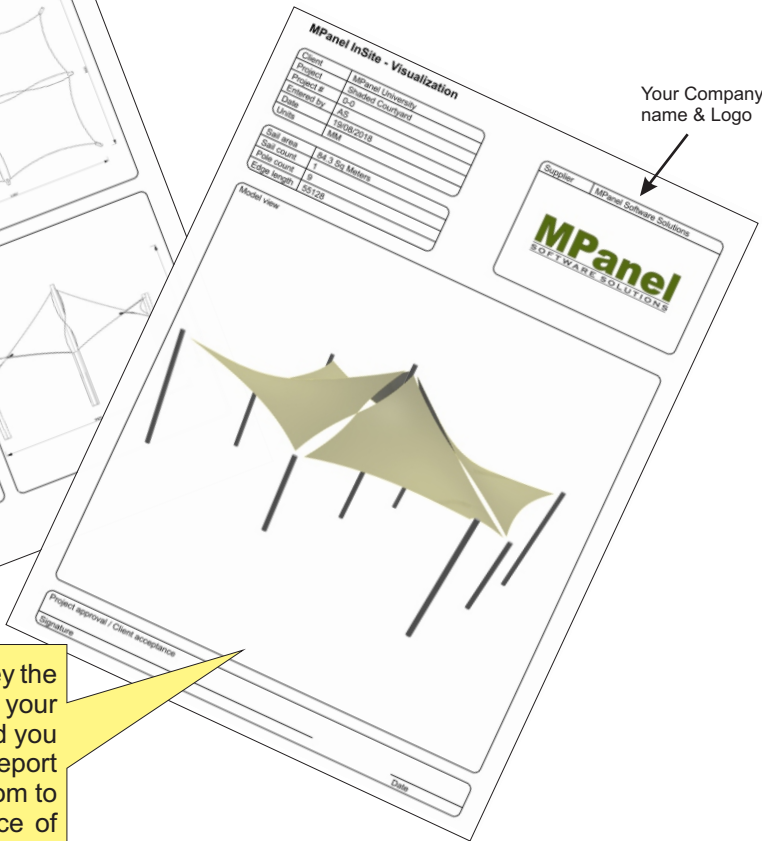 MPanel InSite - Visualization
Client MPanel University
Project Shaded Courtyard
Project # 0-0
Entered by AS
Date 19/08/2018
Units MM
Sail area 84.3 Sq Meters
Sail count 1
Pole count 9
Edge length 55128
Your Company
name & Logo
Supplier MPanel Software Solutions
MPanel
SOFTWARE SOLUTIONS
Model view
Project approval / Client acceptance
Signature
Date
ey the
your
d you
eport
om to
ce of